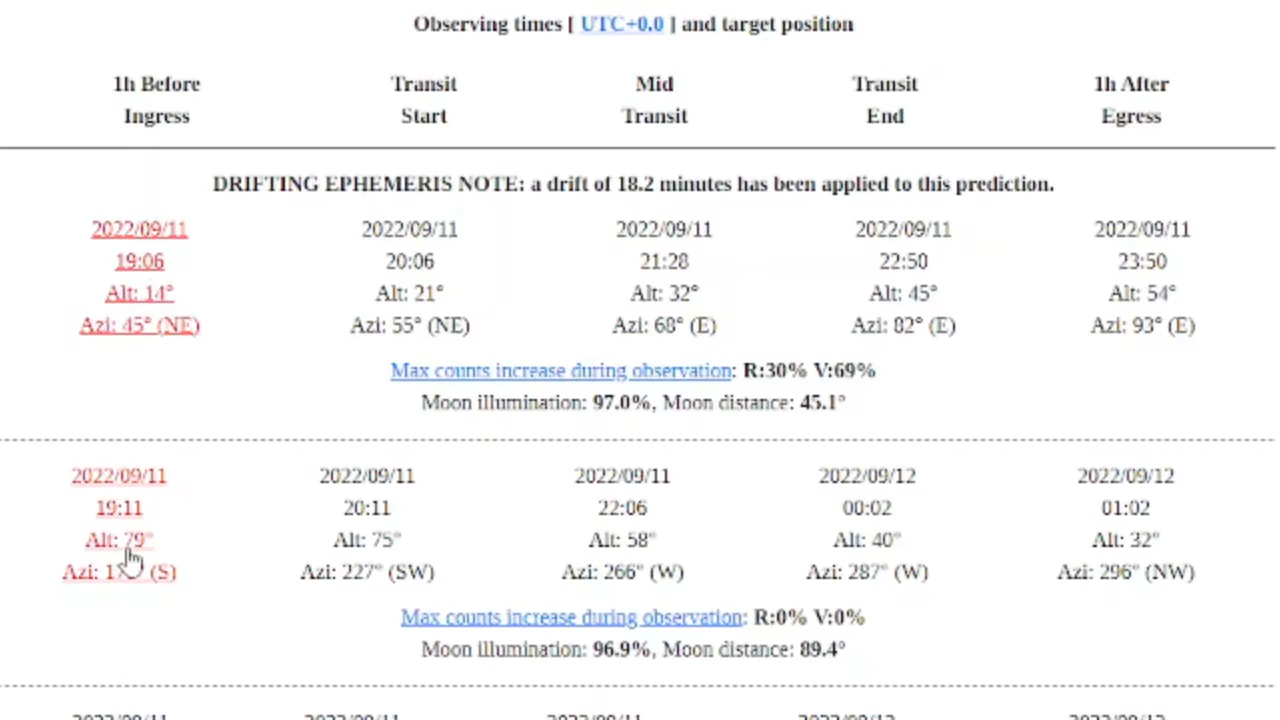 Observing times [ UTC+0.0 ] and target position
1h Before Ingress
Transit Start
Mid Transit
Transit End
1h After Egress
DRIFTING EPHEMERIS NOTE: a drift of 18.2 minutes has been applied to this prediction.
2022/09/11 2022/09/11 2022/09/11 2022/09/11 2022/09/11
19:06 20:06 21:28 22:50 23:50
Alt: 14° Alt: 21° Alt: 32° Alt: 45° Alt: 54°
Azi: 45° (NE) Azi: 55° (NE) Azi: 68° (E) Azi: 82° (E) Azi: 93° (E)
Max counts increase during observation: R:30% V:69%
Moon illumination: 97.0%, Moon distance: 45.1°
2022/09/11 2022/09/11 2022/09/11 2022/09/12 2022/09/12
19:11 20:11 22:06 00:02 01:02
Alt: 79° Alt: 75° Alt: 58° Alt: 40° Alt: 32°
Azi: (S) Azi: 227° (SW) Azi: 266° (W) Azi: 287° (W) Azi: 296° (NW)
Max counts increase during observation: R:0% V:0%
Moon illumination: 96.9%, Moon distance: 89.4°